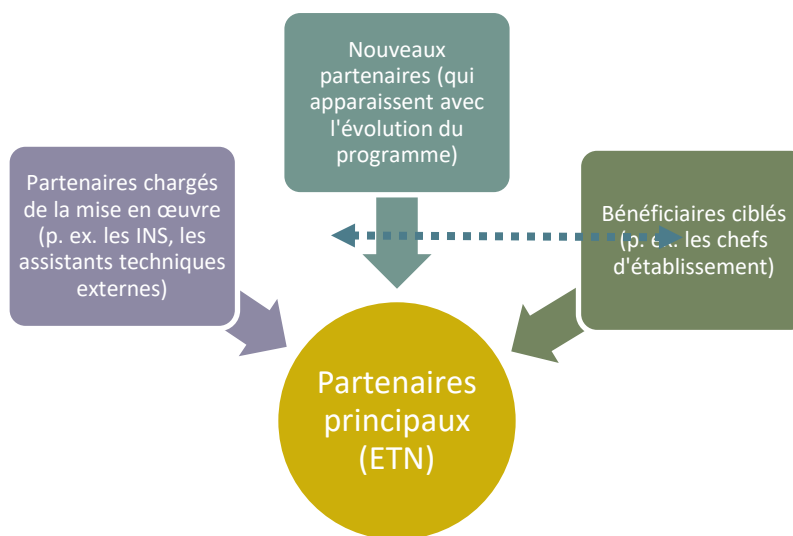 Nouveaux
partenaires (qui
apparaissent avec
l'évolution du
programme)
Partenaires chargés
de la mise en œuvre
(p. ex. les INS, les
assistants techniques
externes)
Bénéficiaires ciblés
(p. ex. les chefs
d'établissement)
Partenaires
principaux
(ETN)